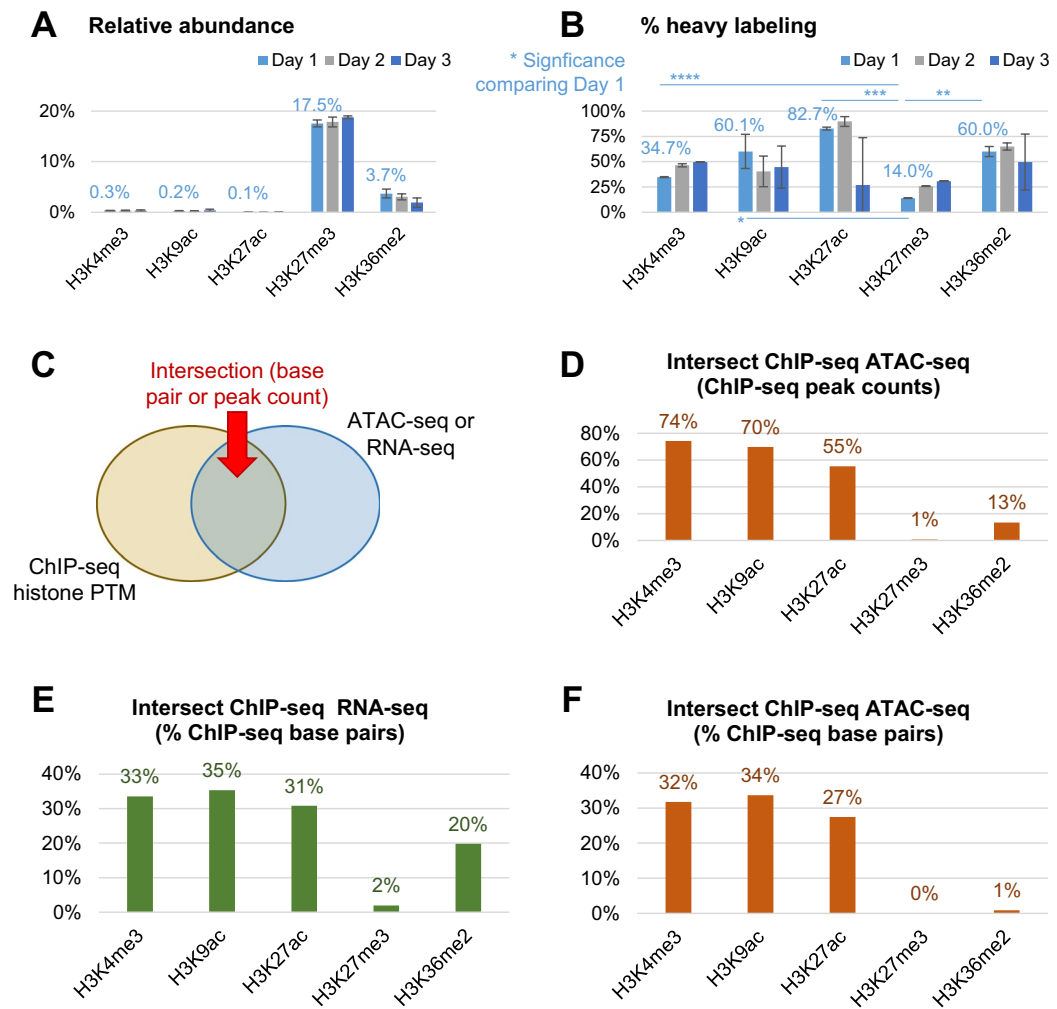 A Relative abundance
Day 1 Day 2 Day 3
20%
10%
0%
0.3% 0.2% 0.1% 17.5% 3.7%
H3K4me3 H3K9ac H3K27ac H3K27me3 H3K36me2
B % heavy labeling
* Signficance
comparing Day 1
Day 1 Day 2 Day 3
**** *** **
100%
75%
50%
25%
0%
34.7% 60.1% 82.7% 14.0% 60.0%
*
H3K4me3 H3K9ac H3K27ac H3K27me3 H3K36me2
C
Intersection (base
pair or peak count)
ATAC-seq or
RNA-seq
ChIP-seq
histone PTM
D Intersect ChIP-seq ATAC-seq
(ChIP-seq peak counts)
80%
60%
40%
20%
0%
74% 70% 55% 1% 13%
H3K4me3 H3K9ac H3K27ac H3K27me3 H3K36me2
E Intersect ChIP-seq RNA-seq
(% ChIP-seq base pairs)
40%
30%
20%
10%
0%
33% 35% 31% 2% 20%
H3K4me3 H3K9ac H3K27ac H3K27me3 H3K36me2
F Intersect ChIP-seq ATAC-seq
(% ChIP-seq base pairs)
40%
30%
20%
10%
0%
32% 34% 27% 0% 1%
H3K4me3 H3K9ac H3K27ac H3K27me3 H3K36me2